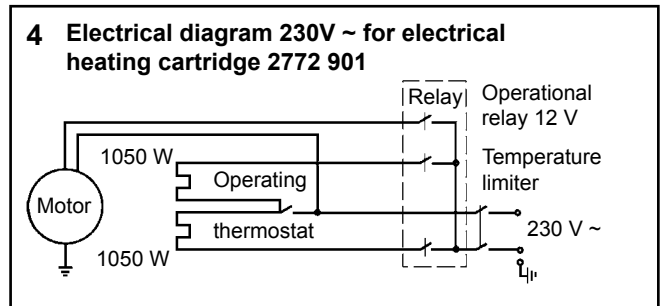 4 Electrical diagram 230V ~ for electrical
heating cartridge 2772 901
Relay
Operational
relay 12 V
1050 W
Temperature
limiter
Operating
thermostat
Motor
230 V ~
1050 W